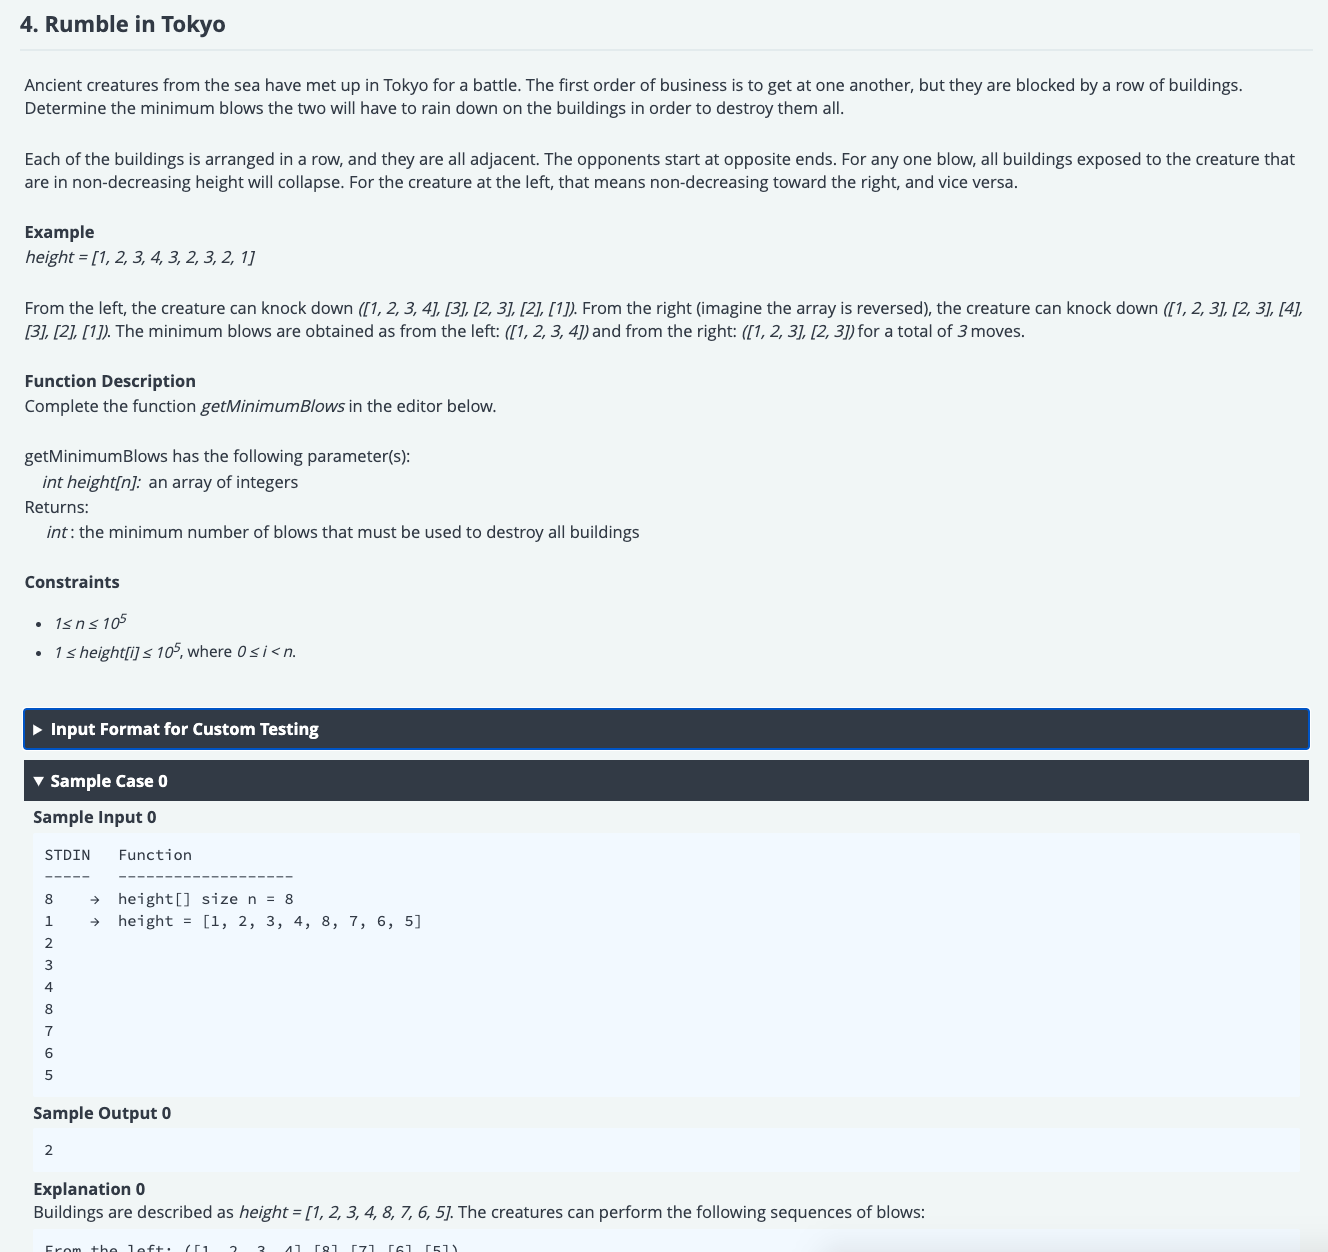 4. Rumble in Tokyo
Ancient creatures from the sea have met up in Tokyo for a battle. The first order of business is to get at one another, but they are blocked by a row of buildings.
Determine the minimum blows the two will have to rain down on the buildings in order to destroy them all.
Each of the buildings is arranged in a row, and they are all adjacent. The opponents start at opposite ends. For any one blow, all buildings exposed to the creature that
are in non-decreasing height will collapse. For the creature at the left, that means non-decreasing toward the right, and vice versa.
Example
height = [1, 2, 3, 4, 3, 2, 3, 2, 1]
From the left, the creature can knock down ([1, 2, 3, 4], [3], [2, 3], [2], [1]). From the right (imagine the array is reversed), the creature can knock down ([1, 2, 3], [2, 3], [4],
[3], [2], [1]). The minimum blows are obtained as from the left: ([1, 2, 3, 4]) and from the right: ([1, 2, 3], [2, 3]) for a total of 3 moves.
Function Description
Complete the function getMinimumBlows in the editor below.
getMinimumBlows has the following parameter(s):
int height[n]: an array of integers
Returns:
int : the minimum number of blows that must be used to destroy all buildings
Constraints
• 1≤ n ≤ 10⁵
• 1 ≤ height[i] ≤ 10⁵, where 0 ≤ i < n.
▶ Input Format for Custom Testing
▼ Sample Case 0
Sample Input 0
STDIN Function
----- -------------------
8 → height[] size n = 8
1 → height = [1, 2, 3, 4, 8, 7, 6, 5]
2
3
4
8
7
6
5
Sample Output 0
2
Explanation 0
Buildings are described as height = [1, 2, 3, 4, 8, 7, 6, 5]. The creatures can perform the following sequences of blows:
From the left: ([1, 2, 3, 4], [8], [7], [6], [5])